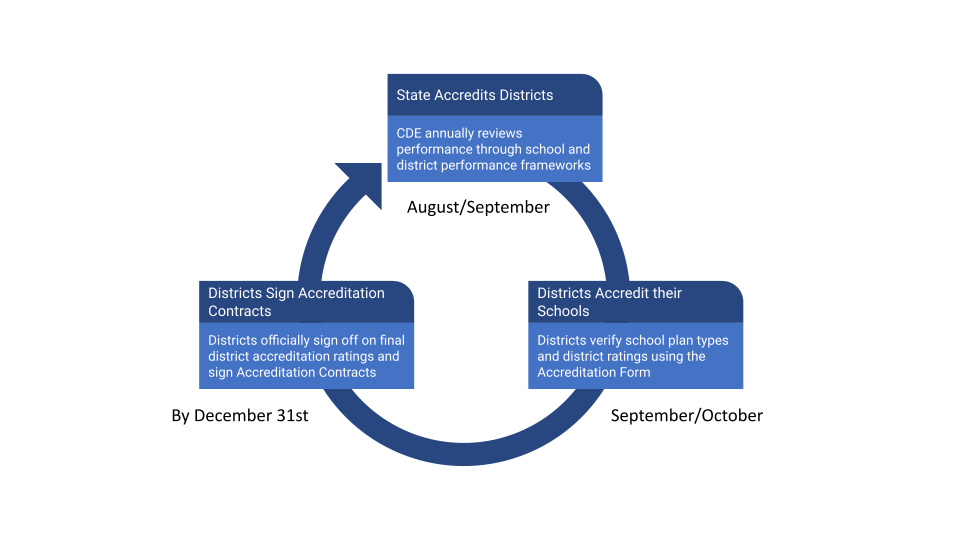 State Accredits Districts
CDE annually reviews
performance through school and
district performance frameworks
August/September
Districts Sign Accreditation
Contracts
Districts officially sign off on final
district accreditation ratings and
sign Accreditation Contracts
By December 31st
Districts Accredit their
Schools
Districts verify school plan types
and district ratings using the
Accreditation Form
September/October